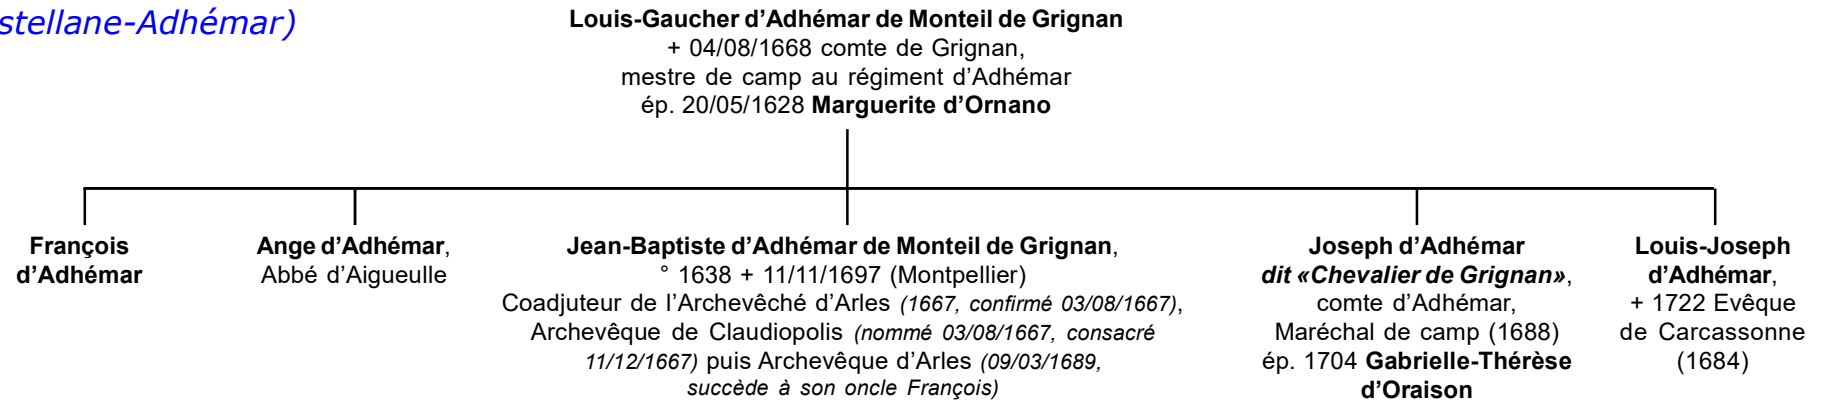 stellane-Adhémar)
Louis-Gaucher d’Adhémar de Monteil de Grignan
+ 04/08/1668 comte de Grignan,
mestre de camp au régiment d’Adhémar
ép. 20/05/1628 Marguerite d’Ornano
François
d’Adhémar
Ange d’Adhémar,
Abbé d’Aigueulle
Jean-Baptiste d’Adhémar de Monteil de Grignan,
° 1638 + 11/11/1697 (Montpellier)
Coadjuteur de l’Archevêché d’Arles (1667, confirmé 03/08/1667),
Archevêque de Claudiopolis (nommé 03/08/1667, consacré
11/12/1667) puis Archevêque d’Arles (09/03/1689,
succède à son oncle François)
Joseph d’Adhémar
dit «Chevalier de Grignan»,
comte d’Adhémar,
Maréchal de camp (1688)
ép. 1704 Gabrielle-Thérèse
d’Oraison
Louis-Joseph
d’Adhémar,
+ 1722 Evêque
de Carcassonne
(1684)